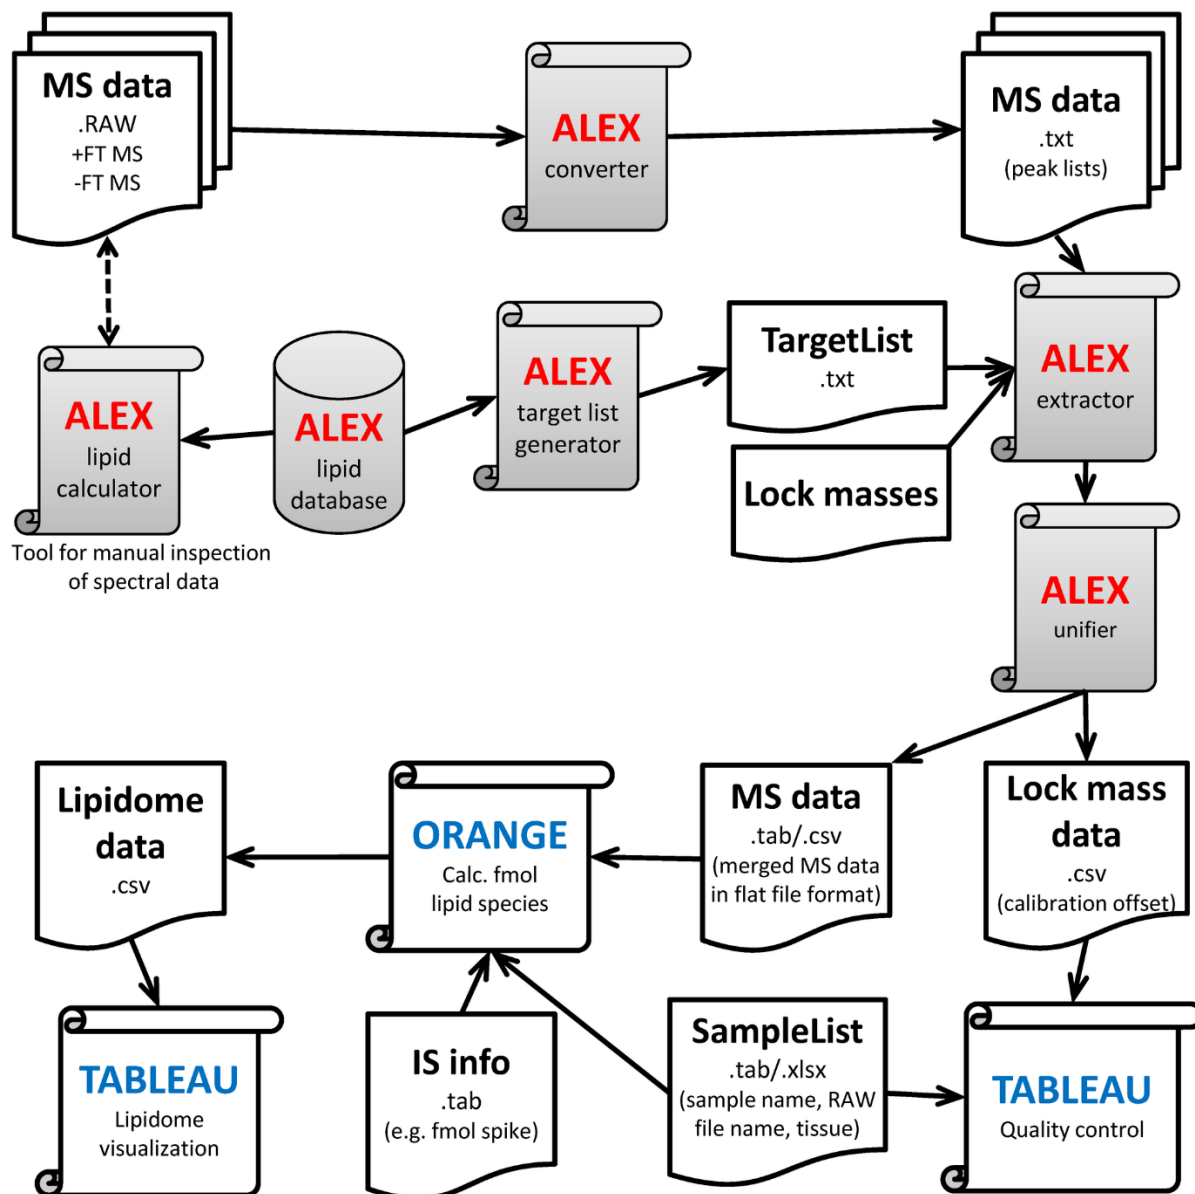 MS data
.RAW
+FT MS
-FT MS
ALEX
converter
MS data
.txt
(peak lists)
ALEX
lipid
calculator
Tool for manual inspection
of spectral data
ALEX
lipid
database
ALEX
target list
generator
TargetList
.txt
Lock masses
ALEX
extractor
ALEX
unifier
Lipidome
data
.csv
ORANGE
Calc. fmol
lipid species
MS data
.tab/.csv
(merged MS data
in flat file format)
Lock mass
data
.csv
(calibration offset)
TABLEAU
Lipidome
visualization
IS info
.tab
(e.g. fmol spike)
SampleList
.tab/.xlsx
(sample name, RAW
file name, tissue)
TABLEAU
Quality control